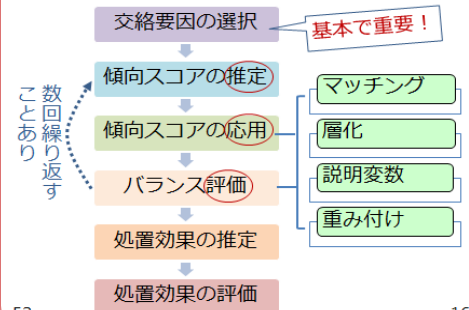 交絡要因の選択
基本で重要!
傾向スコアの推定
傾向スコアの応用
バランス評価
処置効果の推定
処置効果の評価
数回繰り返す
ことあり
マッチング
層化
説明変数
重み付け